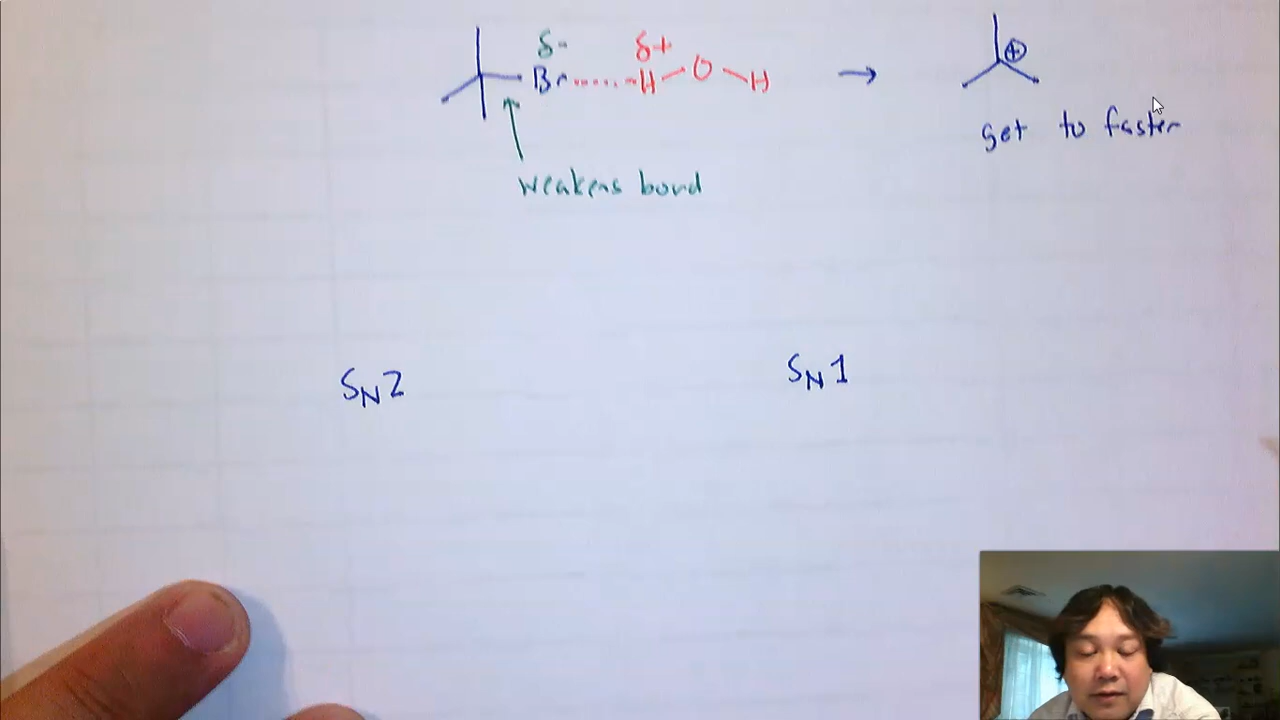 δ- δ+
Br H O H → ⊕
get to faster
weakens bond
SN2 SN1